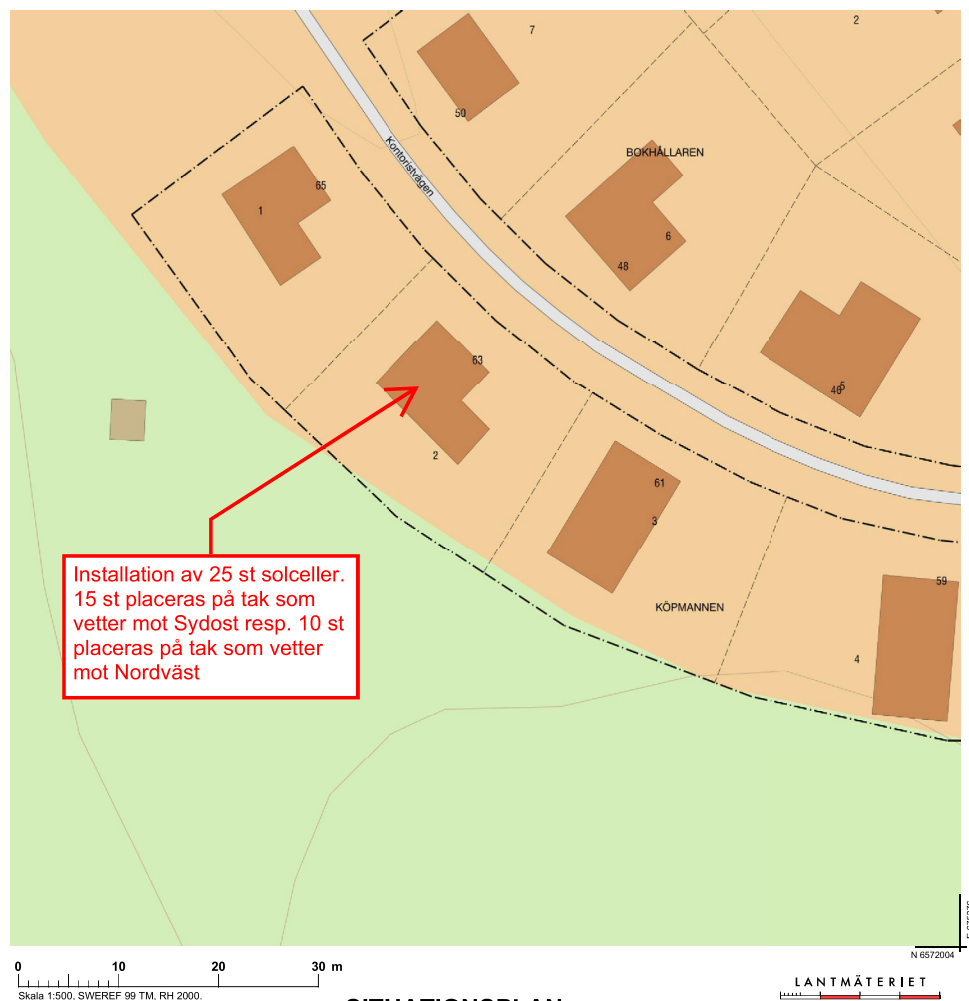 2
7
50
Kontoristvägen
BOKHÅLLAREN
65
1
6
48
63
46
5
2
61
3
Installation av 25 st solceller.
15 st placeras på tak som
vetter mot Sydost resp. 10 st
placeras på tak som vetter
mot Nordväst
59
KÖPMANNEN
4
N 6572004
0 10 20 30 m
Skala 1:500, SWEREF 99 TM, RH 2000.
SITUATIONSPLAN
LANTMÄTERIET